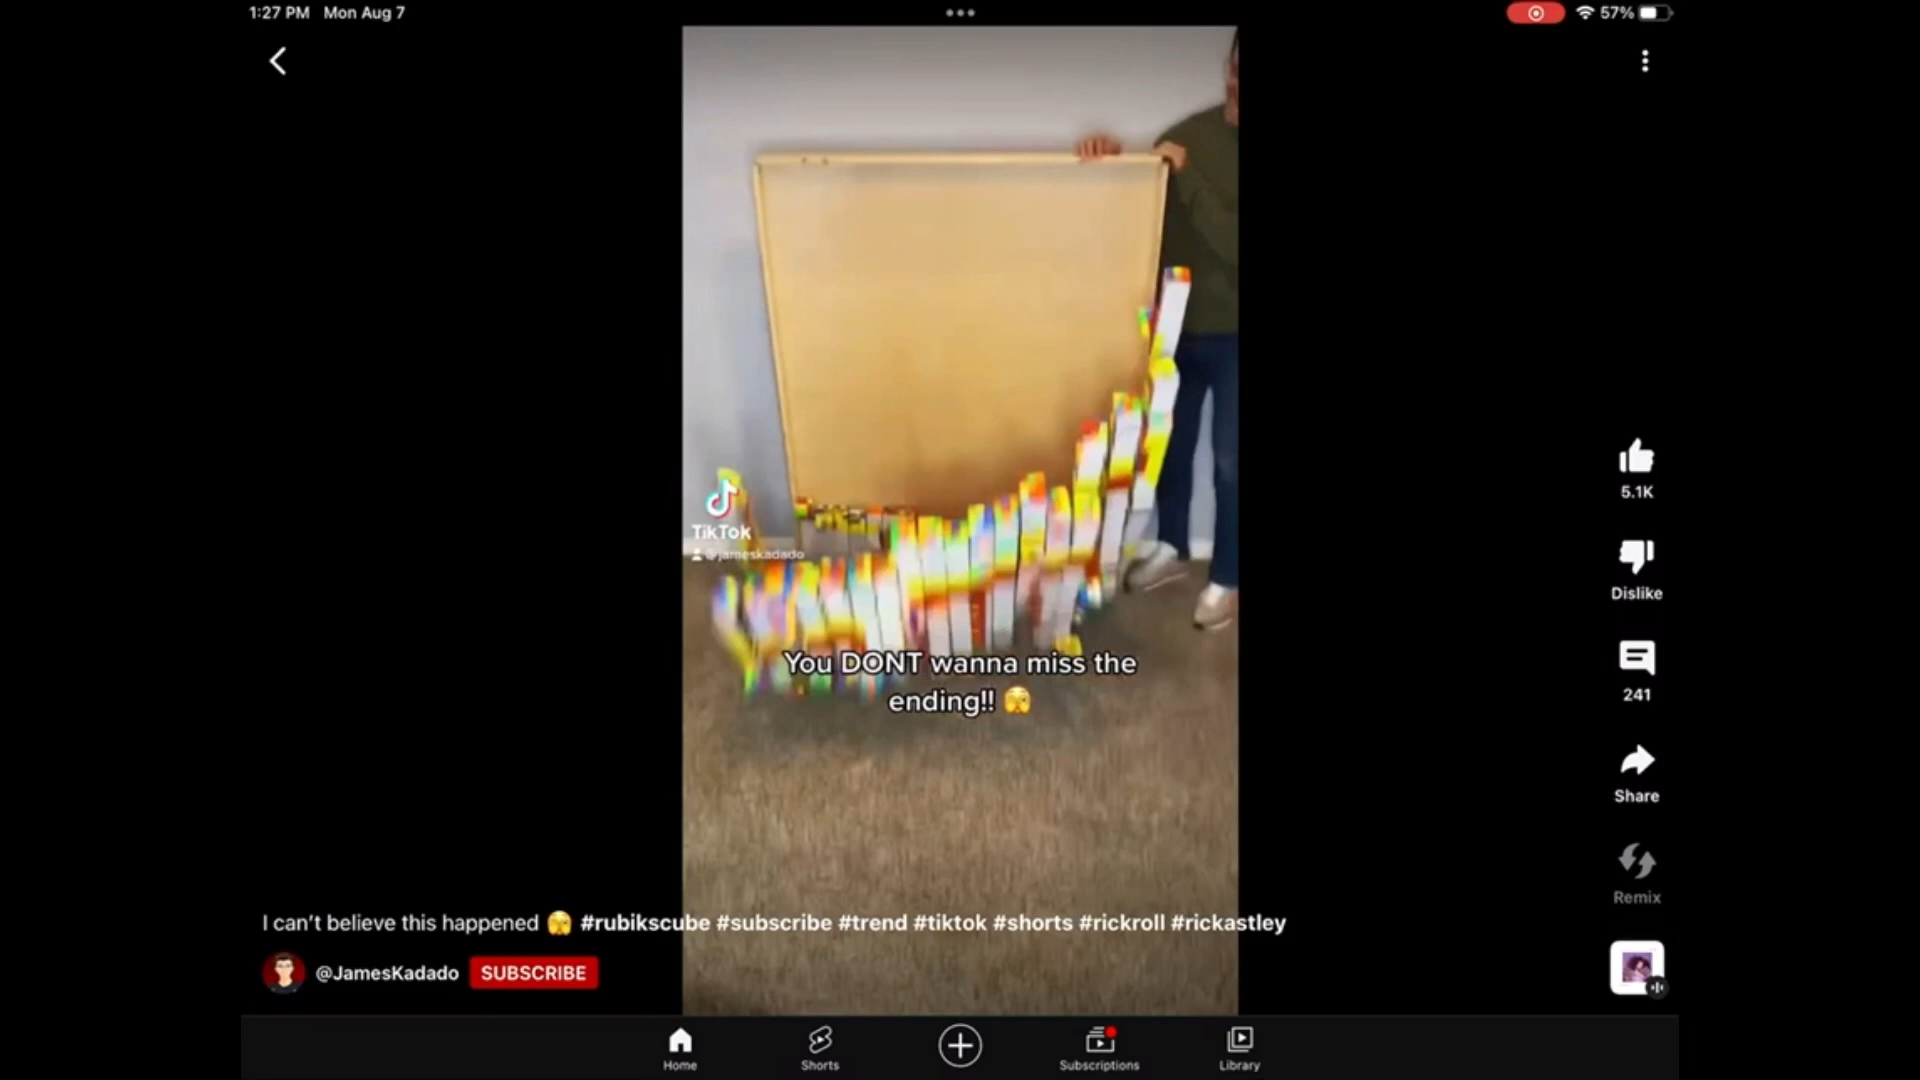 1:27 PM Mon Aug 7
57%
TikTok
@jameskadado
You DONT wanna miss the
ending!! 🫣
5.1K
Dislike
241
Share
Remix
I can't believe this happened 🫣 #rubikscube #subscribe #trend #tiktok #shorts #rickroll #rickastley
@JamesKadado SUBSCRIBE
Home Shorts Subscriptions Library